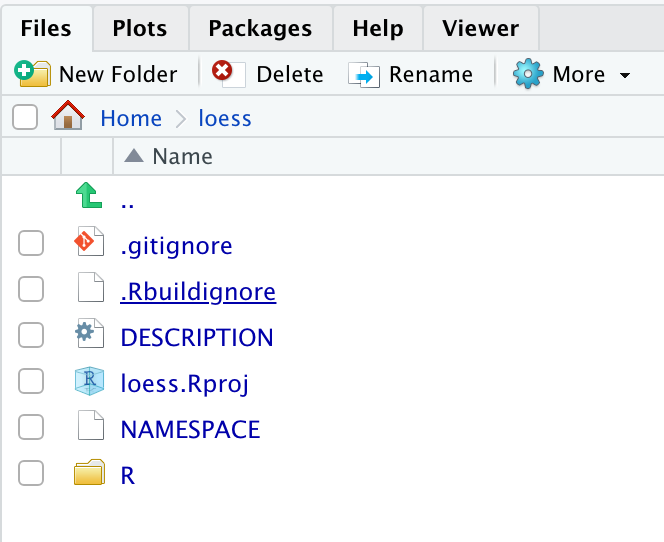 Files Plots Packages Help Viewer
New Folder Delete Rename More
Home loess
Name
..
.gitignore
.Rbuildignore
DESCRIPTION
R loess.Rproj
NAMESPACE
R